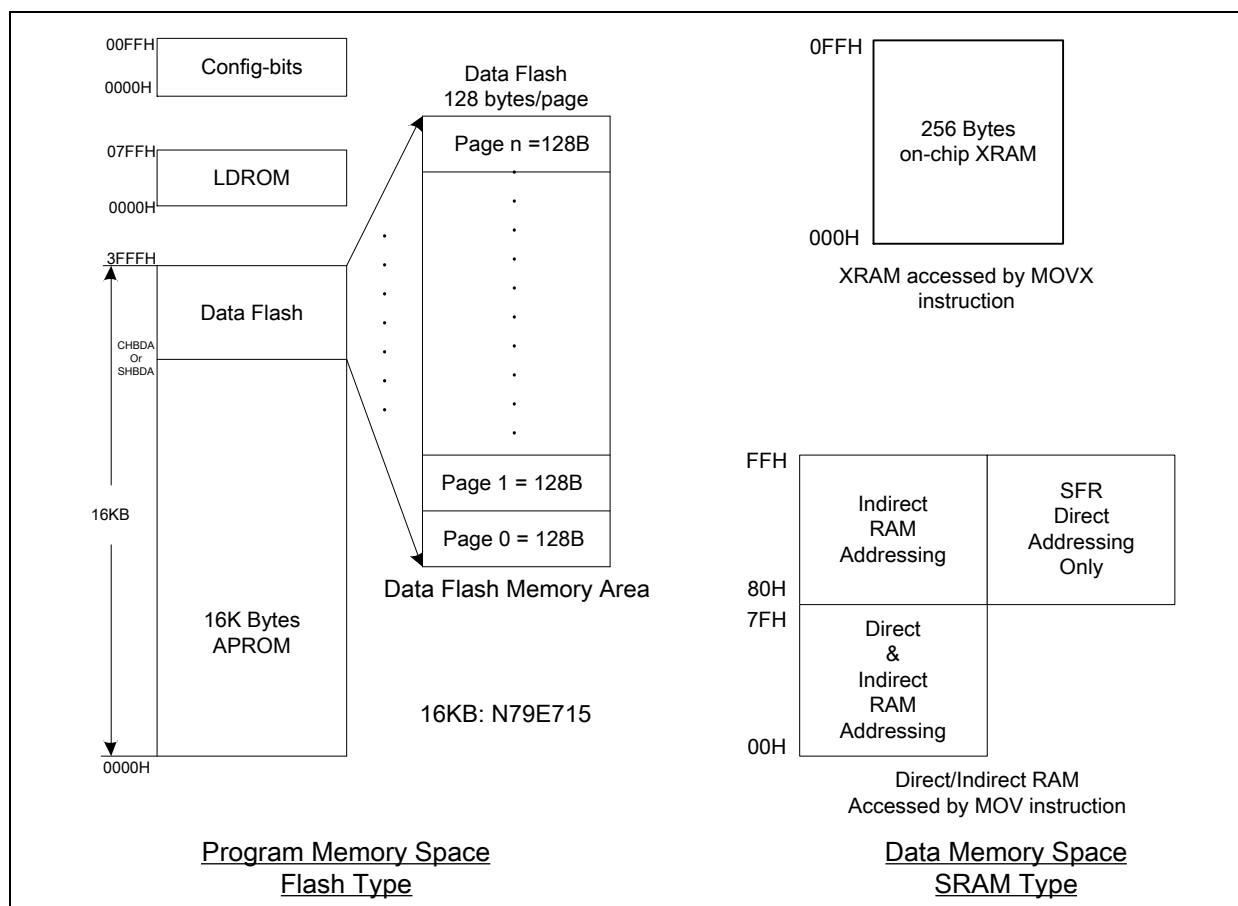 00FFH
Config-bits
0000H
07FFH
LDROM
0000H
3FFFH
Data Flash
CHBDA
Or
SHBDA
16KB
16K Bytes
APROM
0000H
Data Flash
128 bytes/page
Page n =128B
Page 1 = 128B
Page 0 = 128B
Data Flash Memory Area
16KB: N79E715
Program Memory Space
Flash Type
0FFH
256 Bytes
on-chip XRAM
000H
XRAM accessed by MOVX
instruction
FFH
Indirect
RAM
Addressing
SFR
Direct
Addressing
Only
80H
7FH
Direct
&
Indirect
RAM
Addressing
00H
Direct/Indirect RAM
Accessed by MOV instruction
Data Memory Space
SRAM Type